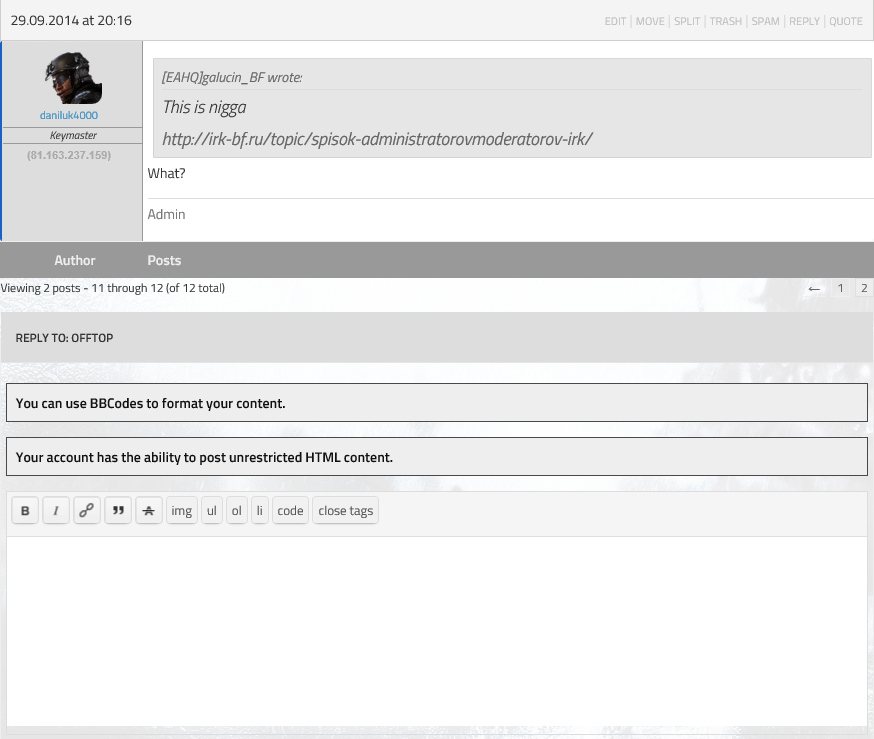 29.09.2014 at 20:16
EDIT | MOVE | SPLIT | TRASH | SPAM | REPLY | QUOTE
daniluk4000
Keymaster
(81.163.237.159)
[EAHQ]galucin_BF wrote:
This is nigga
http://irk-bf.ru/topic/spisok-administratorovmoderatorov-irk/
What?
Admin
Author Posts
Viewing 2 posts - 11 through 12 (of 12 total)
← 1 2
REPLY TO: OFFTOP
You can use BBCodes to format your content.
Your account has the ability to post unrestricted HTML content.
B I " A img ul ol li code close tags